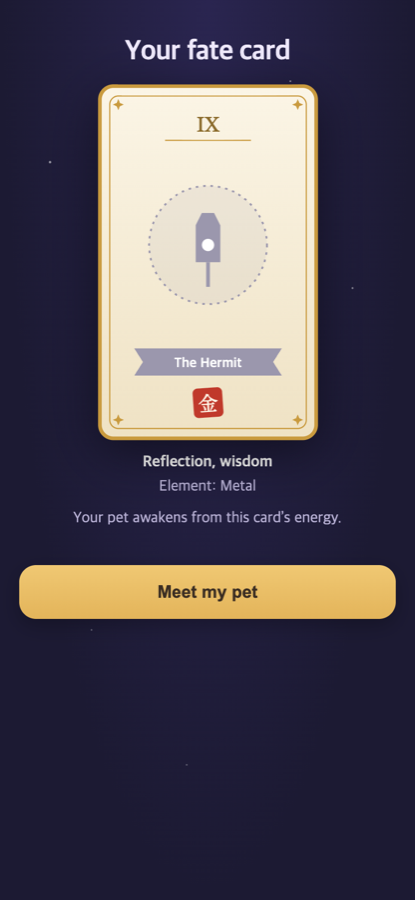 Your fate card
IX
The Hermit
金
Reflection, wisdom
Element: Metal
Your pet awakens from this card's energy.
Meet my pet